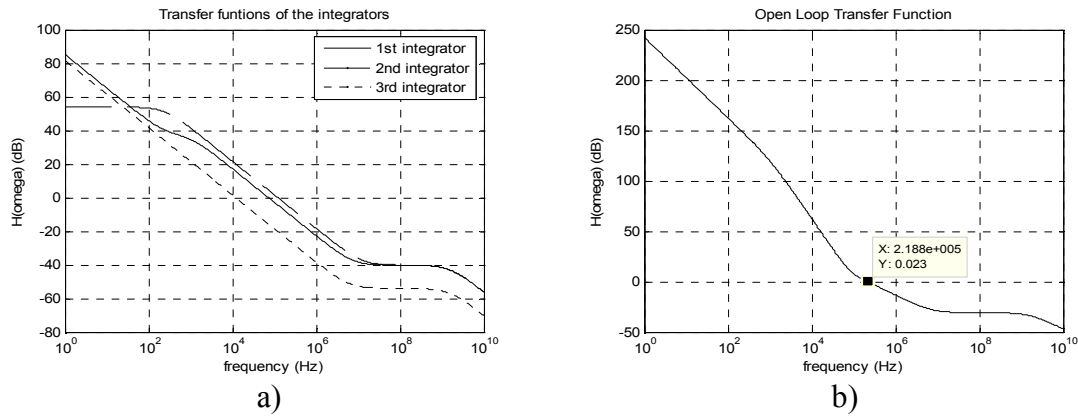 Transfer funtions of the integrators
H(omega) (dB)
100
80
60
40
20
0
-20
-40
-60
-80
10^0
10^2
10^4
10^6
10^8
10^10
frequency (Hz)
1st integrator
2nd integrator
3rd integrator
a)
Open Loop Transfer Function
H(omega) (dB)
250
200
150
100
50
0
-50
10^0
10^2
10^4
10^6
10^8
10^10
frequency (Hz)
X: 2.188e+005
Y: 0.023
b)